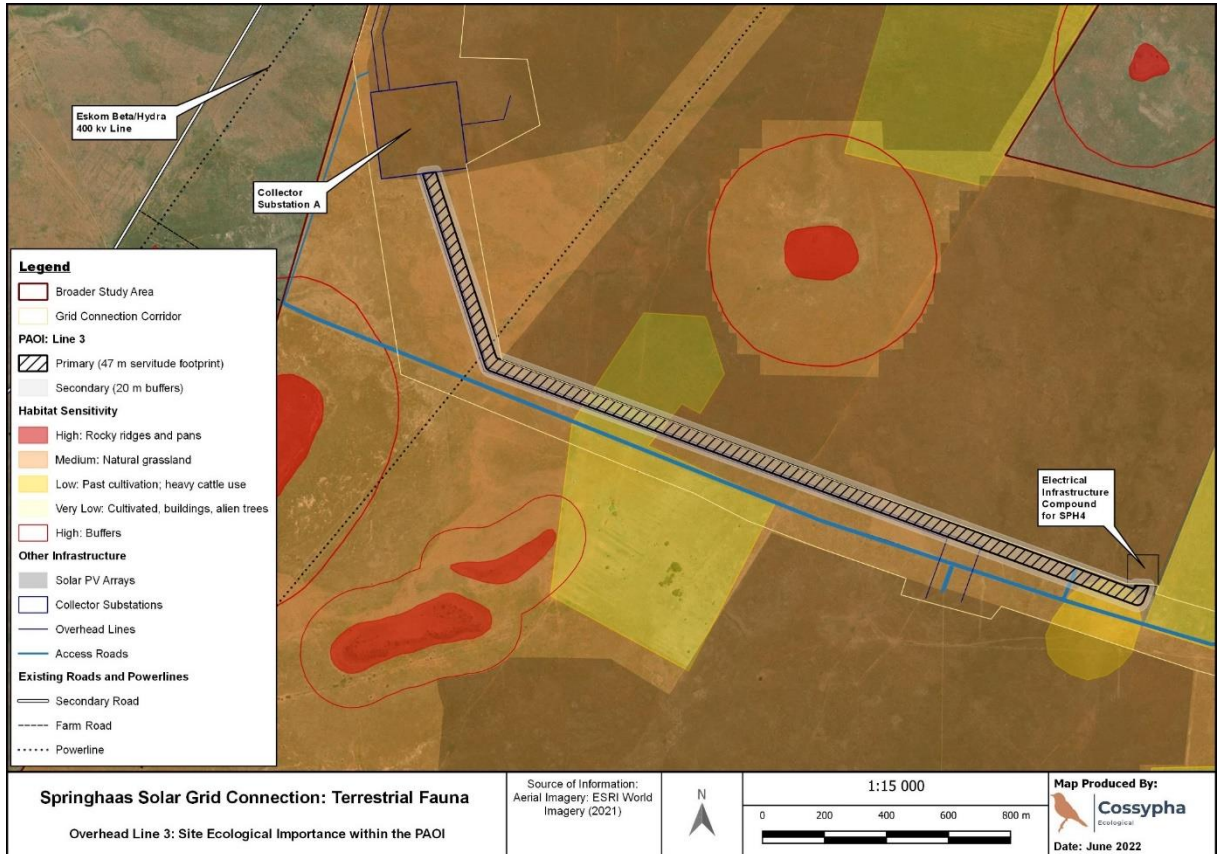 Eskom Beta/Hydra
400 kv Line
Collector
Substation A
Electrical
Infrastructure
Compound
for SPH4
Legend
Broader Study Area
Grid Connection Corridor
PAOI: Line 3
Primary (47 m servitude footprint)
Secondary (20 m buffers)
Habitat Sensitivity
High: Rocky ridges and pans
Medium: Natural grassland
Low: Past cultivation; heavy cattle use
Very Low: Cultivated, buildings, alien trees
High: Buffers
Other Infrastructure
Solar PV Arrays
Collector Substations
Overhead Lines
Access Roads
Existing Roads and Powerlines
Secondary Road
Farm Road
Powerline
Springhaas Solar Grid Connection: Terrestrial Fauna
Overhead Line 3: Site Ecological Importance within the PAOI
Source of Information:
Aerial Imagery: ESRI World
Imagery (2021)
N
1:15 000
0 200 400 600 800 m
Map Produced By:
Cossypha
Ecological
Date: June 2022